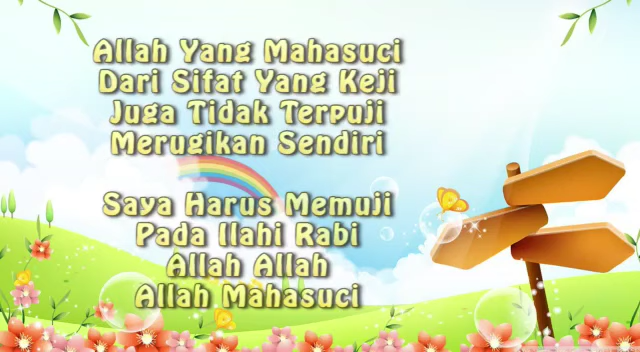 Allah Yang Mahasuci
Dari Sifat Yang Keji
Juga Tidak Terpuji
Merugikan Sendiri
Saya Harus Memuji
Pada Ilahi Rabi
Allah Allah
Allah Mahasuci